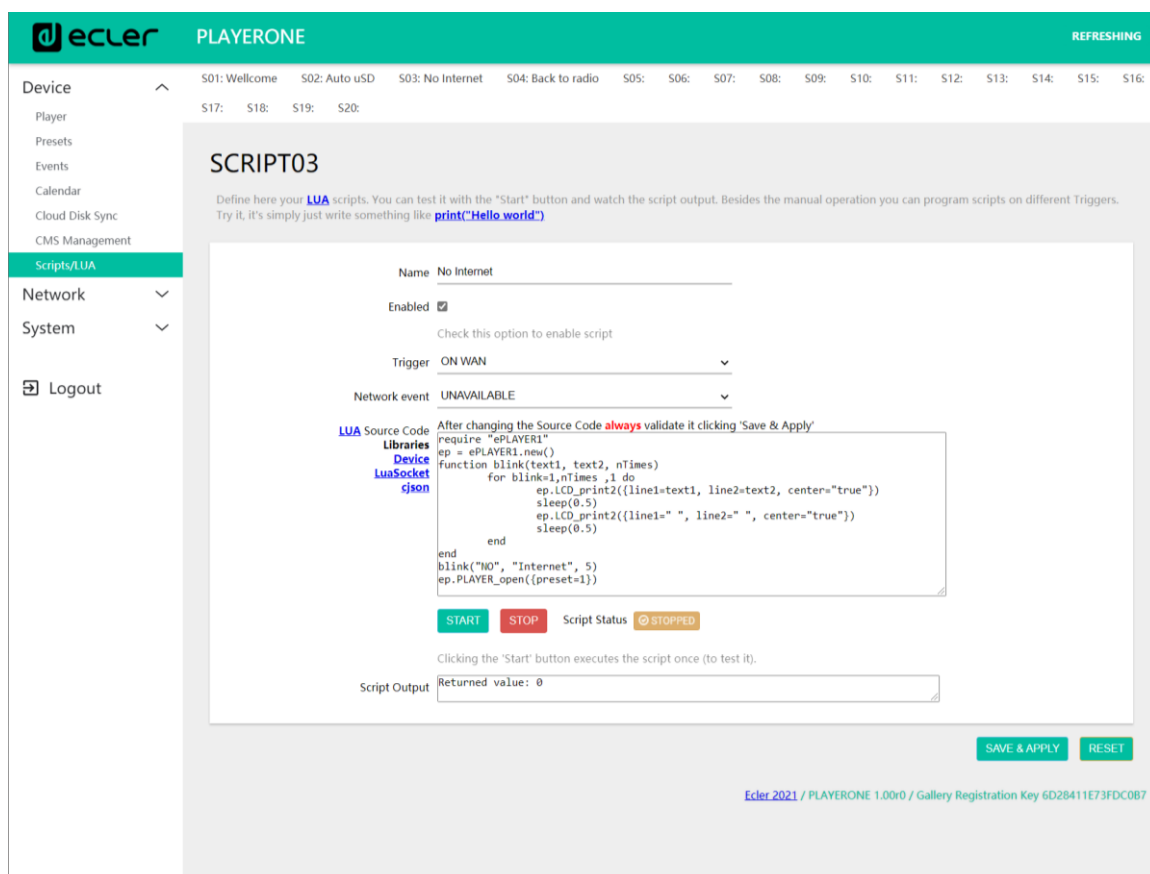 ecler
PLAYERONE
REFRESHING
Device
Player
Presets
Events
Calendar
Cloud Disk Sync
CMS Management
Scripts/LUA
Network
System
Logout
S01: Wellcome S02: Auto uSD S03: No Internet S04: Back to radio S05: S06: S07: S08: S09: S10: S11: S12: S13: S14: S15: S16:
S17: S18: S19: S20:
SCRIPT03
Define here your LUA scripts. You can test it with the "Start" button and watch the script output. Besides the manual operation you can program scripts on different Triggers.
Try it, it's simply just write something like print("Hello world")
Name No Internet
Enabled
Check this option to enable script
Trigger ON WAN
Network event UNAVAILABLE
LUA Source Code
Libraries
Device
LuaSocket
cjson
After changing the Source Code always validate it clicking 'Save & Apply'
require "ePLAYER1"
ep = ePLAYER1.new()
function blink(text1, text2, nTimes)
for blink=1,nTimes ,1 do
ep.LCD_print2({line1=text1, line2=text2, center="true"})
sleep(0.5)
ep.LCD_print2({line1=" ", line2=" ", center="true"})
sleep(0.5)
end
end
blink("NO", "Internet", 5)
ep.PLAYER_open({preset=1})
START STOP Script Status STOPPED
Clicking the 'Start' button executes the script once (to test it).
Script Output Returned value: 0
SAVE & APPLY RESET
Ecler 2021 / PLAYERONE 1.00r0 / Gallery Registration Key 6D28411E73FDC0B7